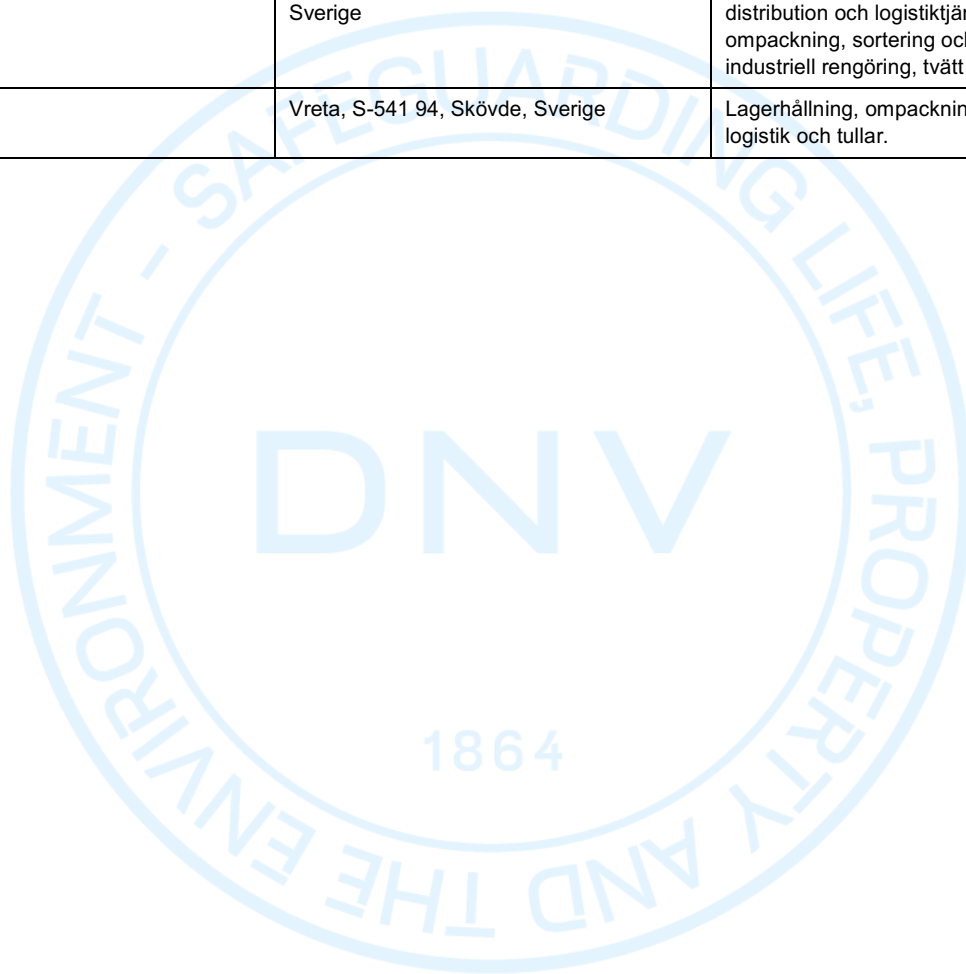 Sverige
distribution och logistiktjä
ompackning, sortering oc
industriell rengöring, tvätt
Vreta, S-541 94, Skövde, Sverige
Lagerhållning, ompackni
logistik och tullar.
SAFEGUARDING LIFE, PROPERTY AND THE ENVIRONMENT -
DNV
1864